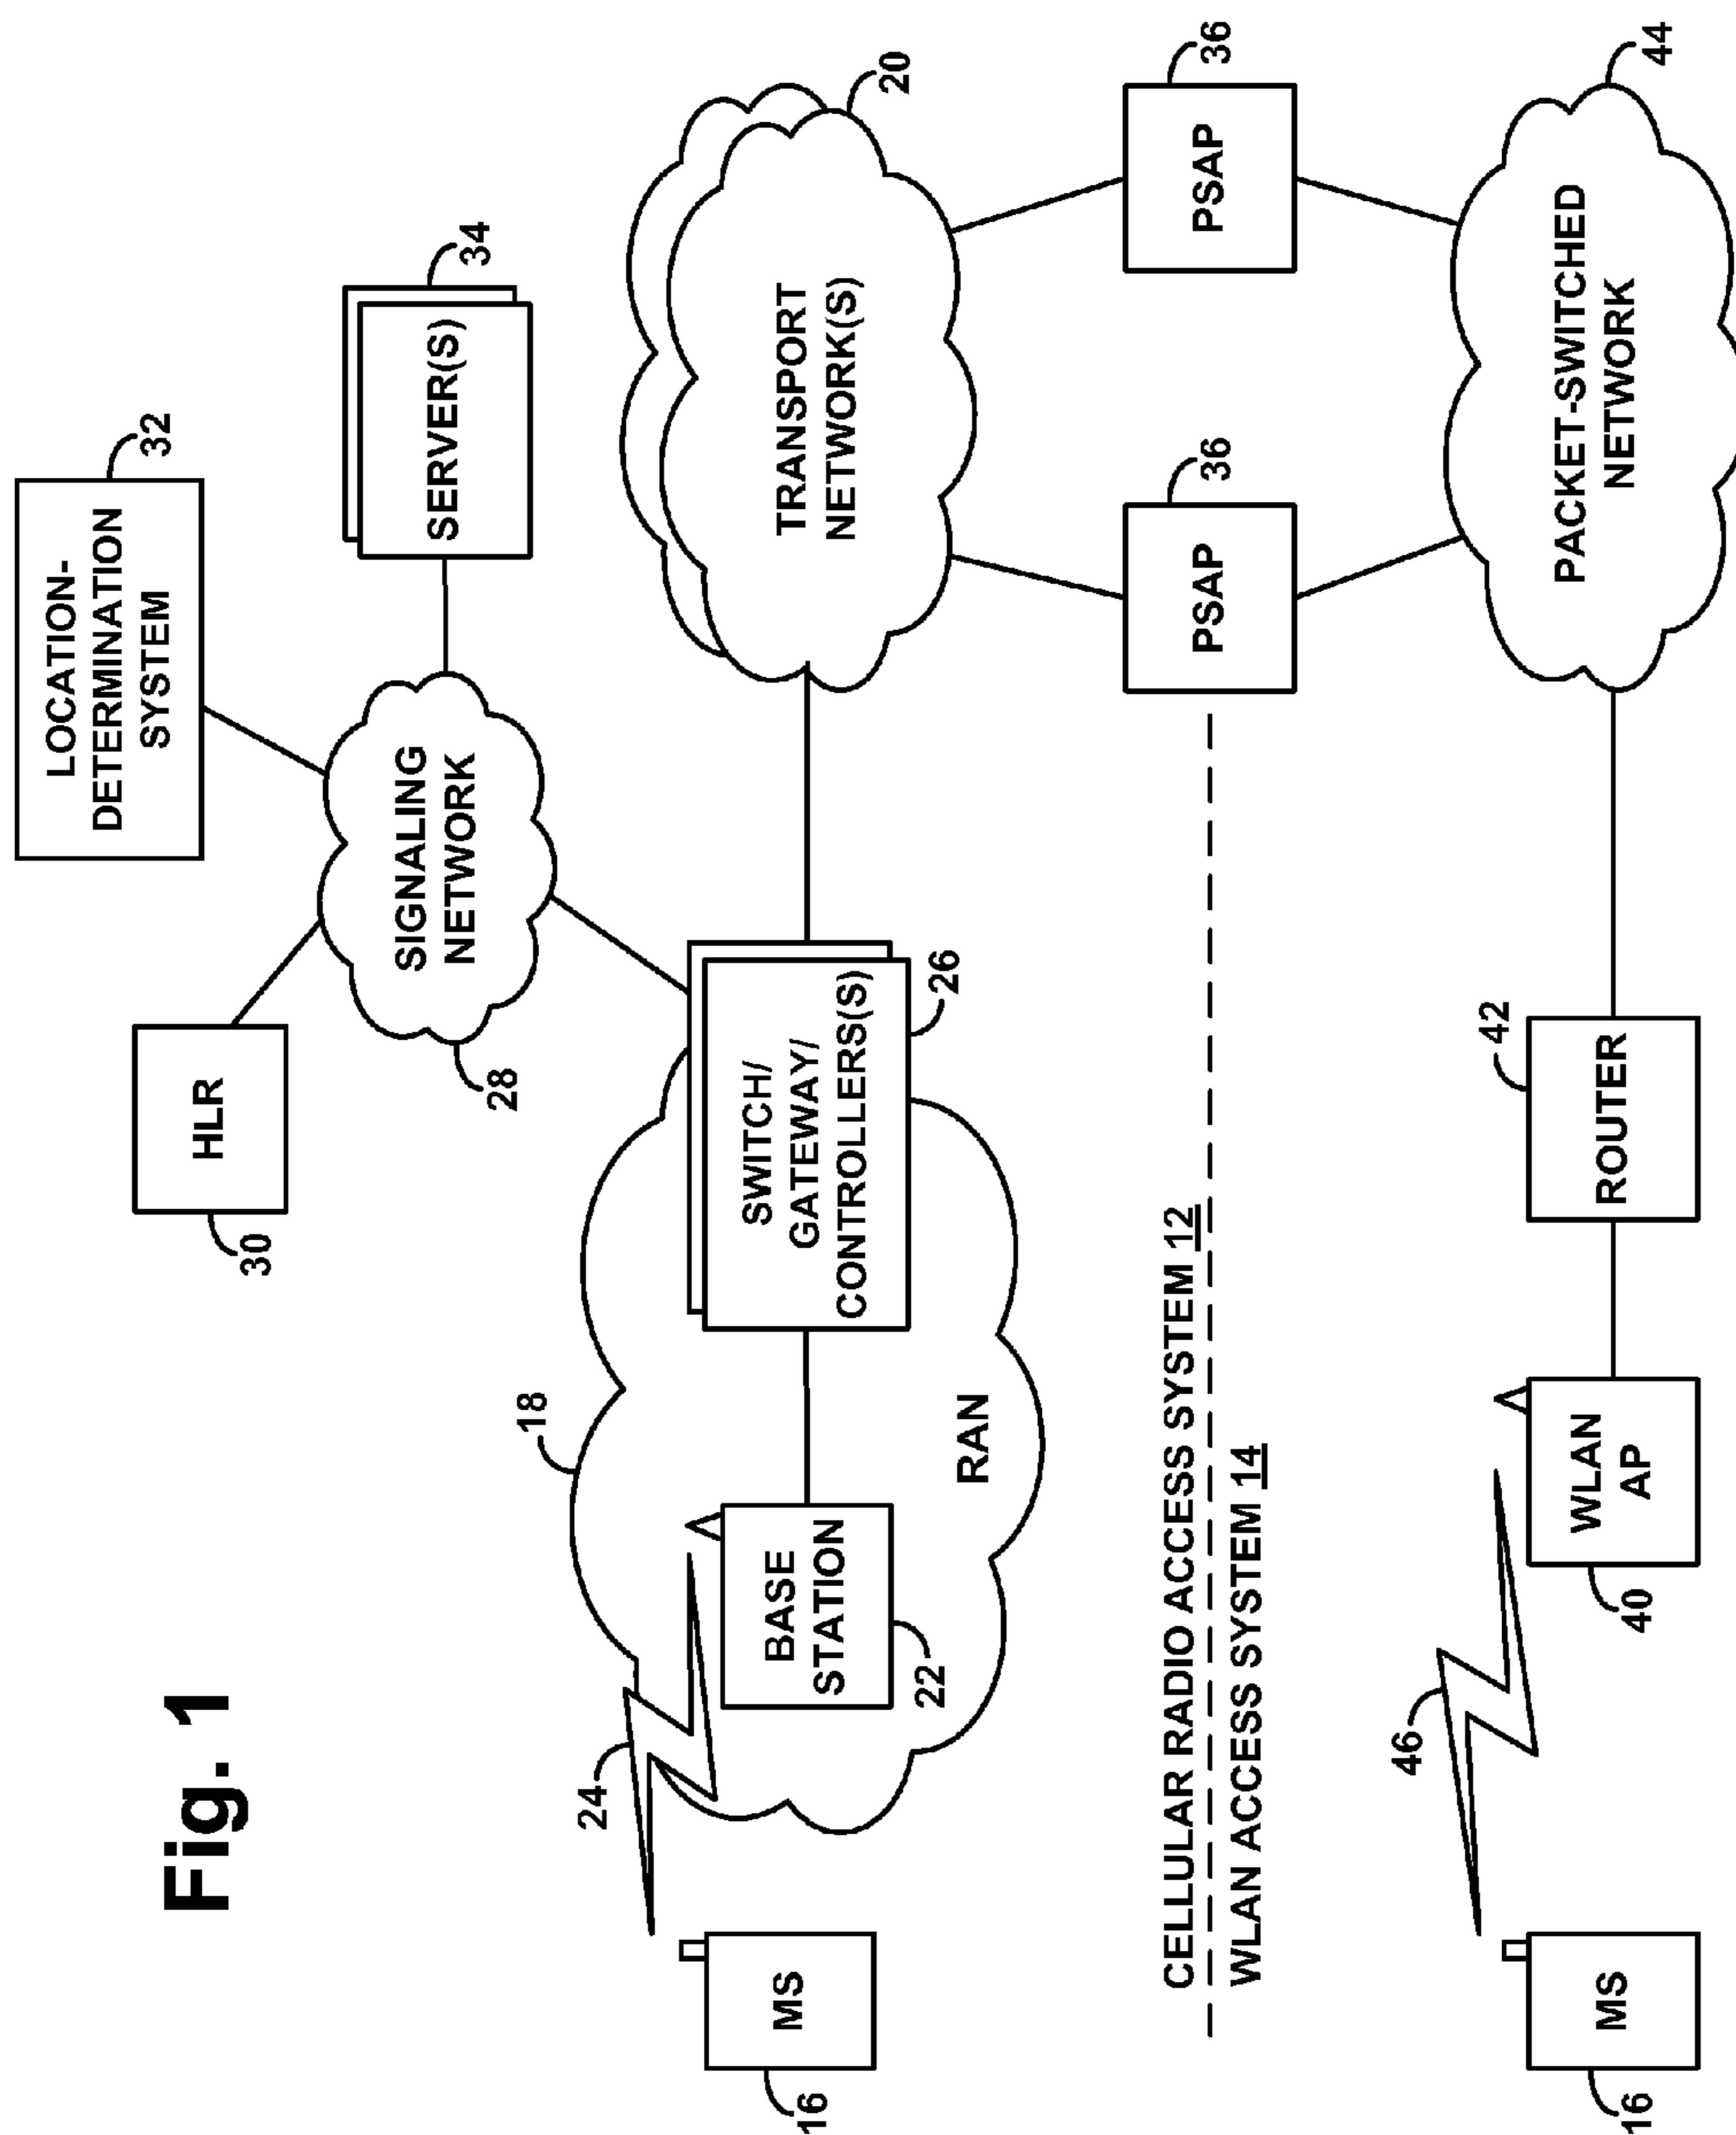 Fig. 1
LOCATION-
DETERMINATION
SYSTEM
32
HLR
30
SIGNALING
NETWORK
28
SERVER(S)
34
18
24
BASE
STATION
22
SWITCH/
GATEWAY/
CONTROLLERS(S)
26
RAN
TRANSPORT
NETWORK(S)
20
MS
16
CELLULAR RADIO ACCESS SYSTEM 12
WLAN ACCESS SYSTEM 14
PSAP
36
PSAP
36
MS
16
46
WLAN
AP
40
ROUTER
42
PACKET-SWITCHED
NETWORK
44